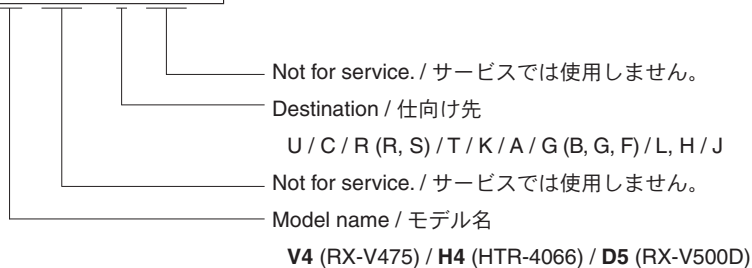 Not for service. / サービスでは使用しません。
Destination / 仕向け先
U / C / R (R, S) / T / K / A / G (B, G, F) / L, H / J
Not for service. / サービスでは使用しません。
Model name / モデル名
V4 (RX-V475) / H4 (HTR-4066) / D5 (RX-V500D)